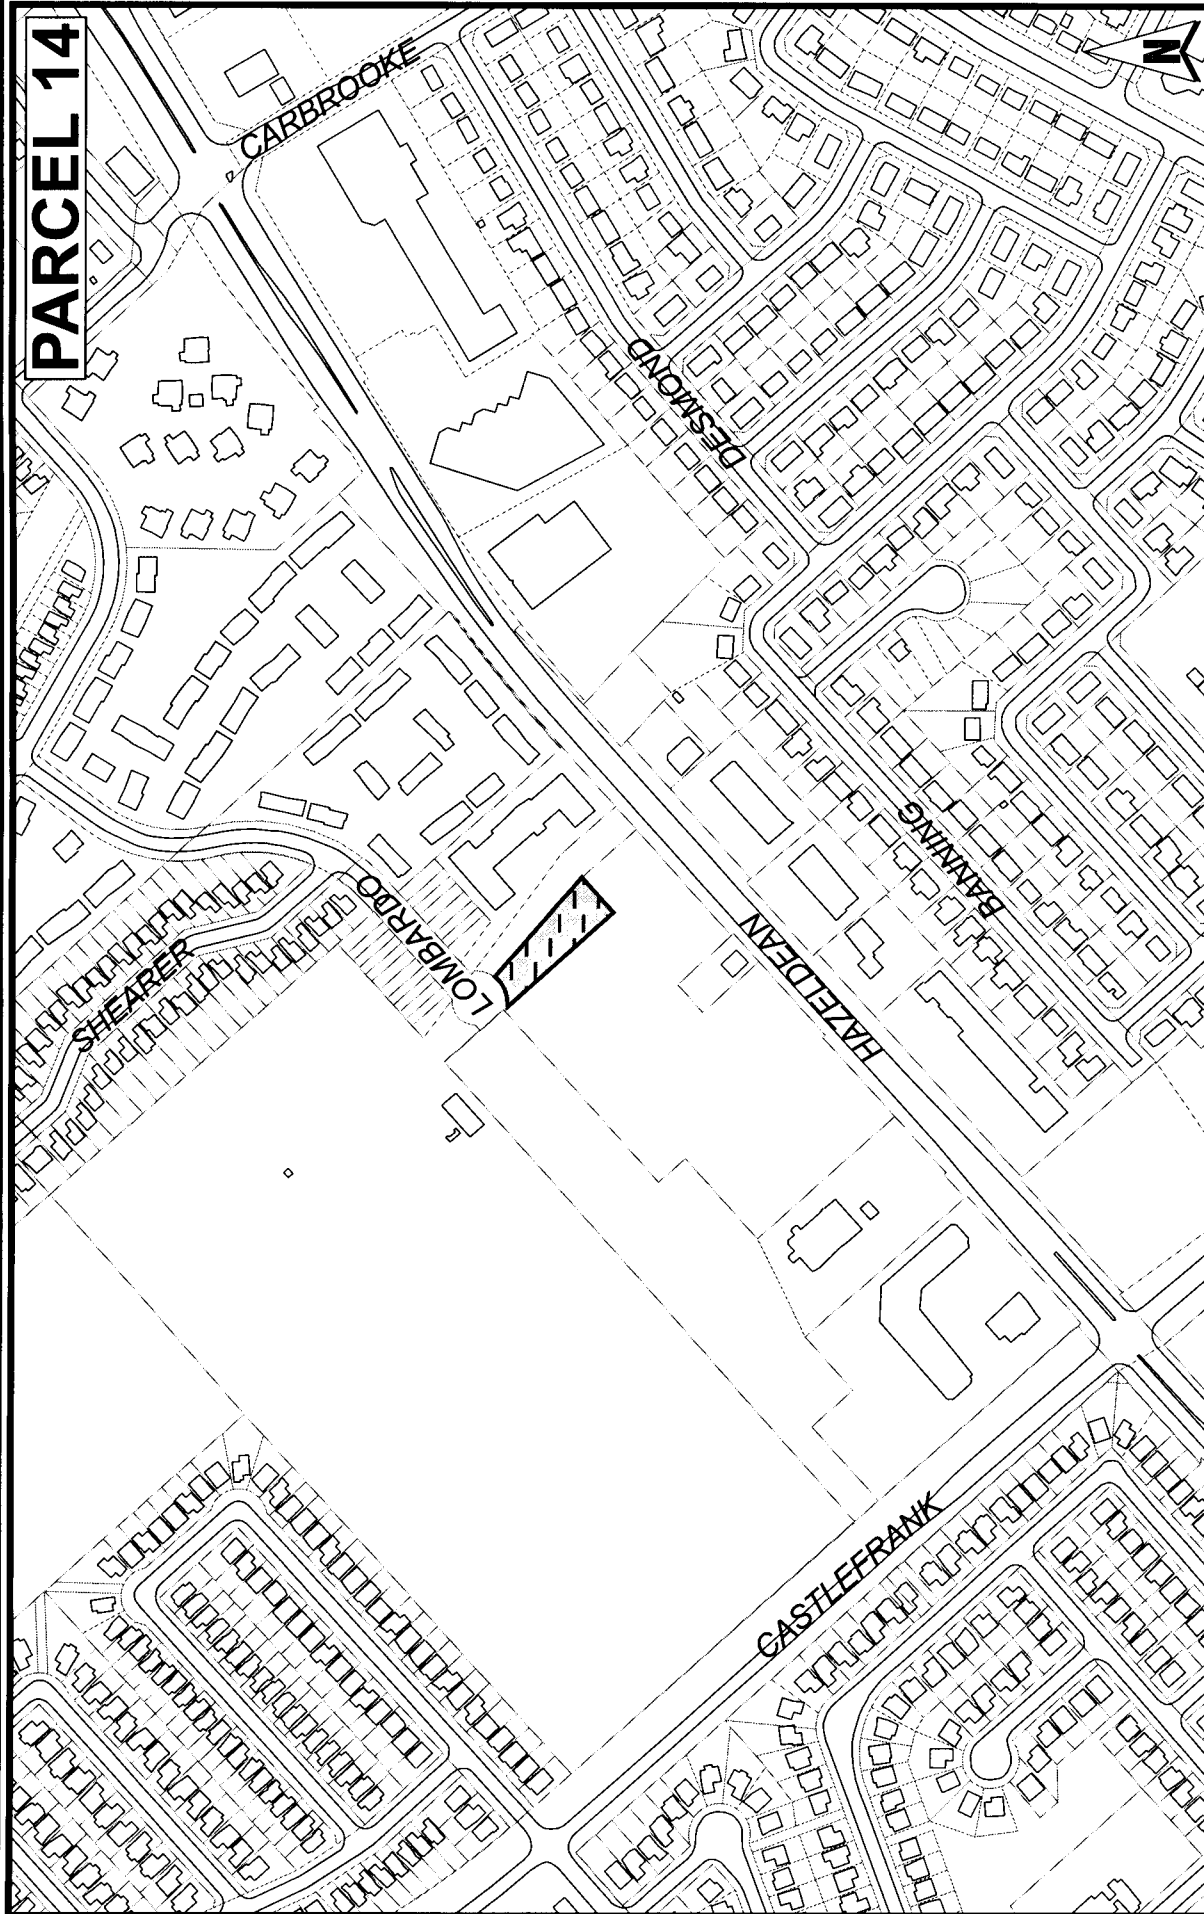 PARCEL 14
CARBROOKE
N
DESMOND
SHEARER
LOMBARDO
HAZELDEAN
BANNING
CASTLEFRANK